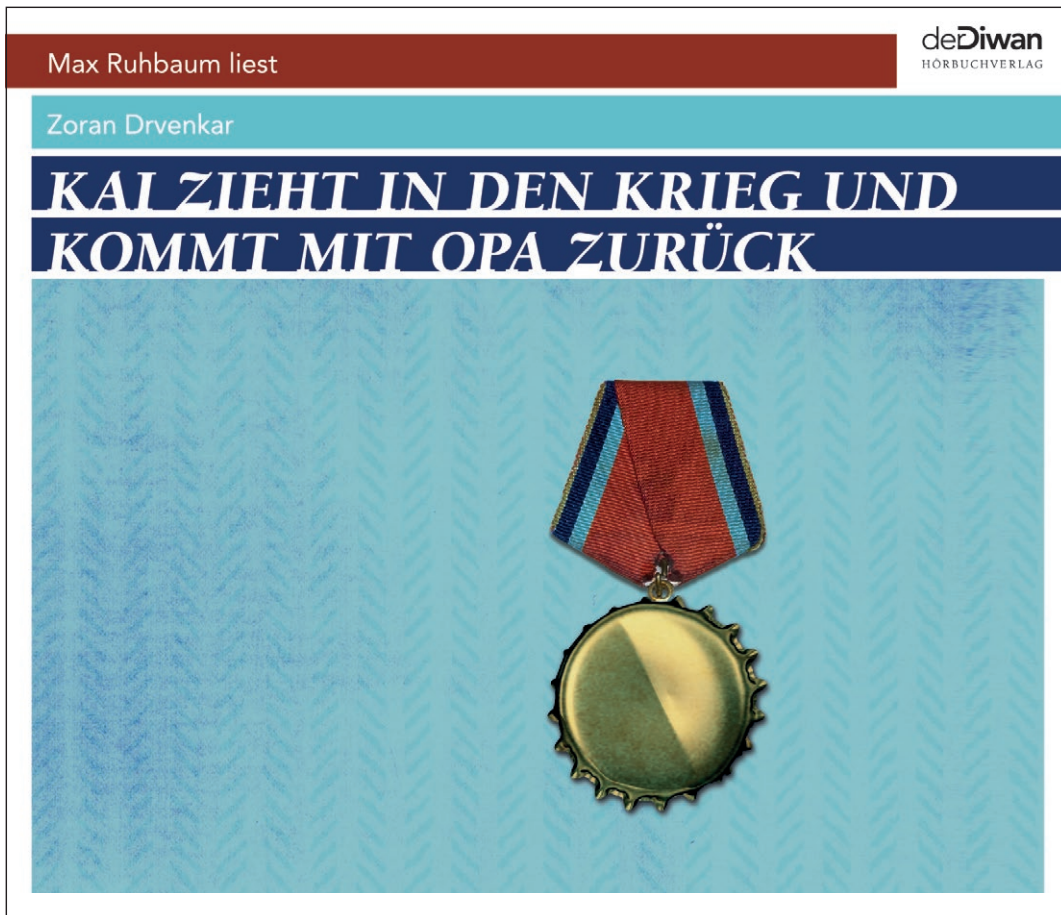 deDiwan
HÖRBUCHVERLAG
Max Ruhbaum liest
Zoran Drvenkar
KAI ZIEHT IN DEN KRIEG UND
KOMMT MIT OPA ZURÜCK